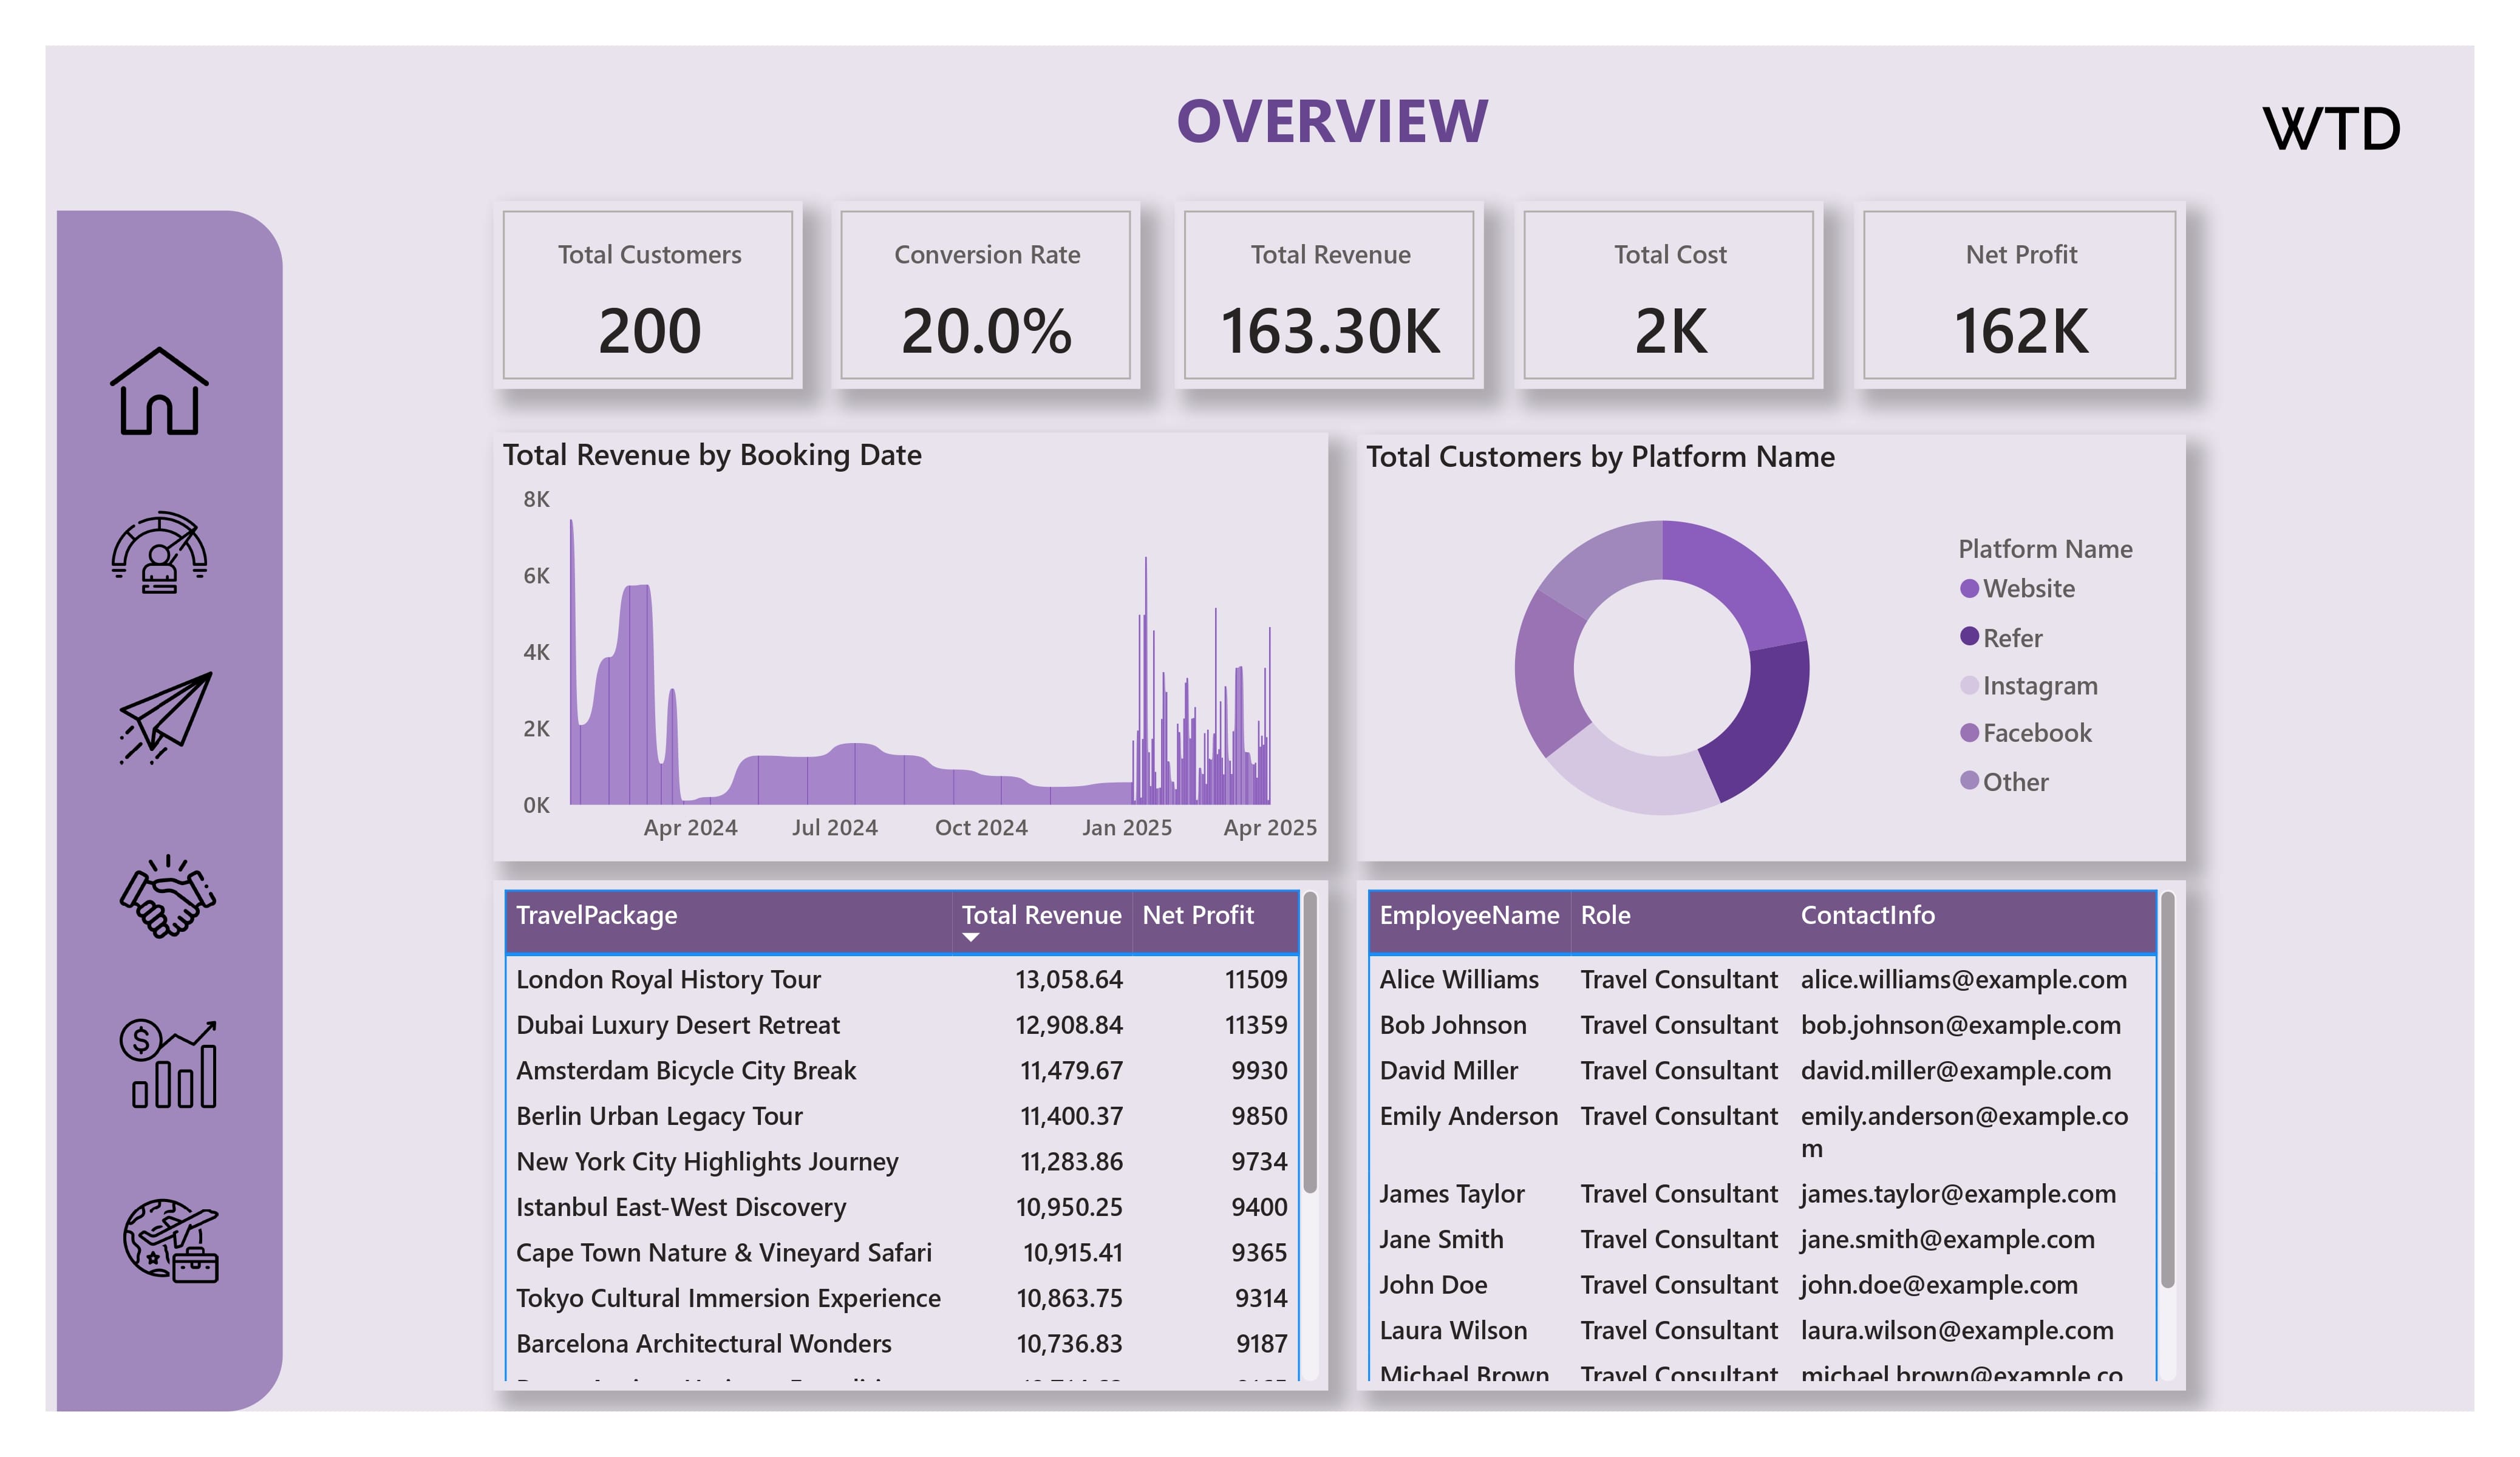 OVERVIEW
WTD
Total Customers
200
Conversion Rate
20.0%
Total Revenue
163.30K
Total Cost
2K
Net Profit
162K
Total Revenue by Booking Date
8K
6K
4K
2K
0K
Apr 2024 Jul 2024 Oct 2024 Jan 2025 Apr 2025
Total Customers by Platform Name
Platform Name
Website
Refer
Instagram
Facebook
Other
TravelPackage Total Revenue Net Profit
London Royal History Tour 13,058.64 11509
Dubai Luxury Desert Retreat 12,908.84 11359
Amsterdam Bicycle City Break 11,479.67 9930
Berlin Urban Legacy Tour 11,400.37 9850
New York City Highlights Journey 11,283.86 9734
Istanbul East-West Discovery 10,950.25 9400
Cape Town Nature & Vineyard Safari 10,915.41 9365
Tokyo Cultural Immersion Experience 10,863.75 9314
Barcelona Architectural Wonders 10,736.83 9187
EmployeeName Role ContactInfo
Alice Williams Travel Consultant alice.williams@example.com
Bob Johnson Travel Consultant bob.johnson@example.com
David Miller Travel Consultant david.miller@example.com
Emily Anderson Travel Consultant emily.anderson@example.co
m
James Taylor Travel Consultant james.taylor@example.com
Jane Smith Travel Consultant jane.smith@example.com
John Doe Travel Consultant john.doe@example.com
Laura Wilson Travel Consultant laura.wilson@example.com
Michael Brown Travel Consultant michael.brown@example.co